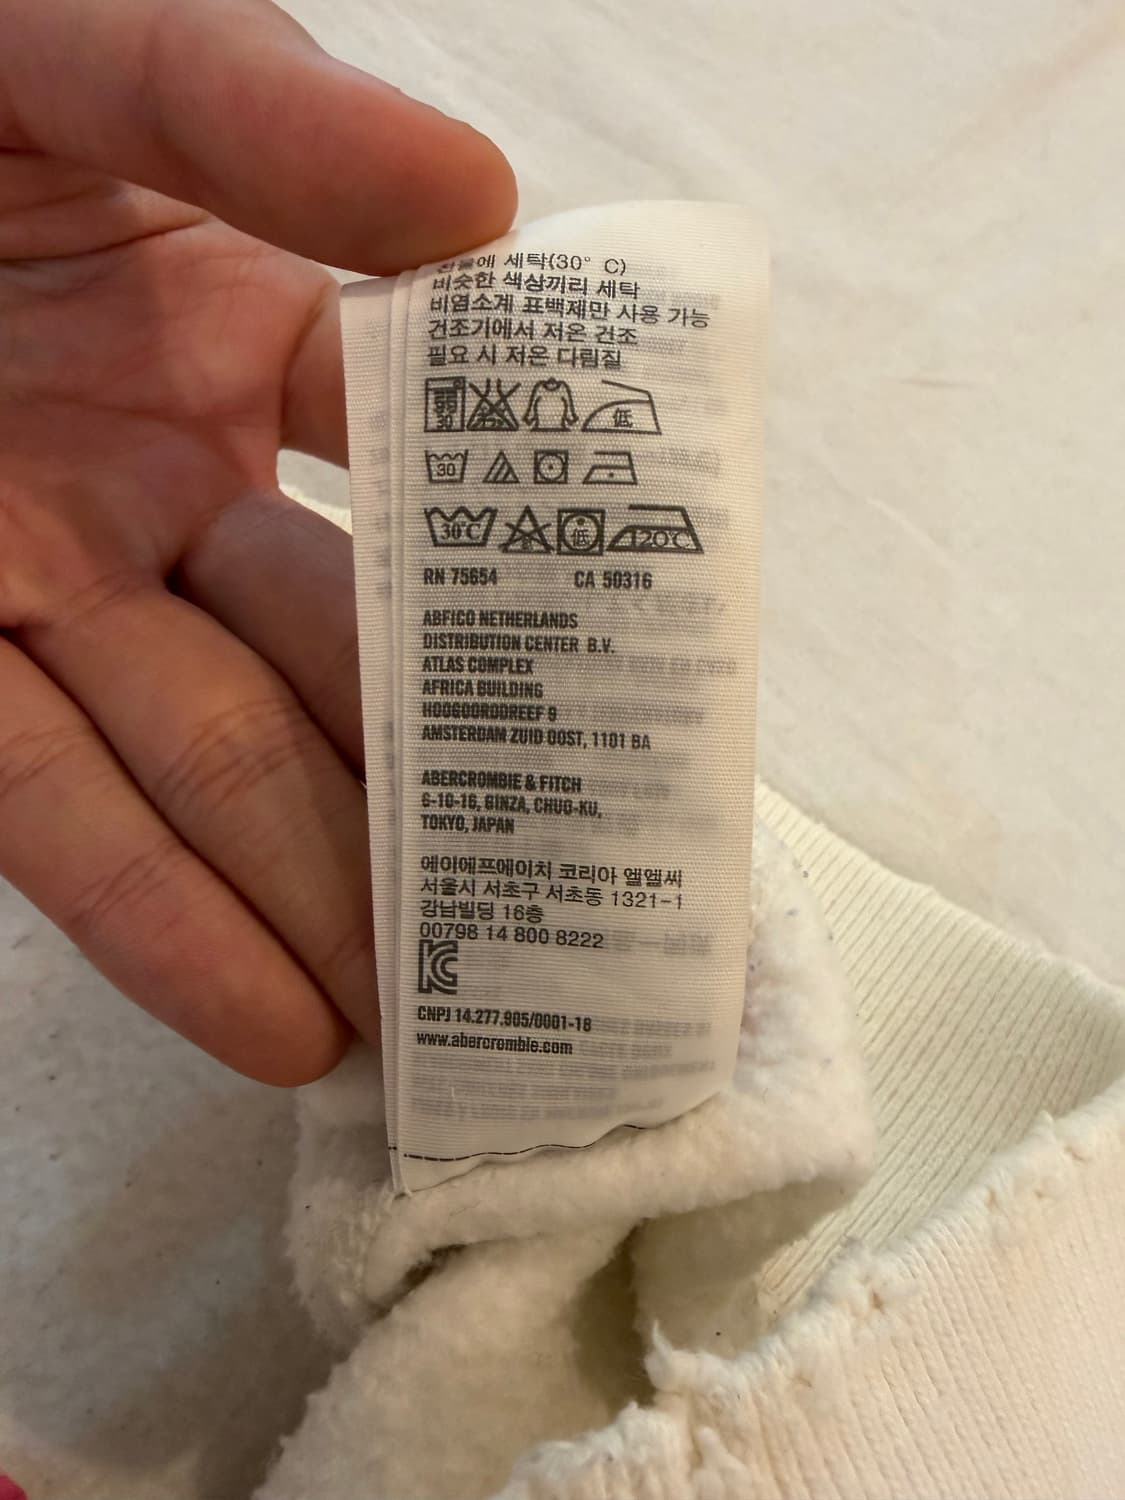 세탁(30° C)
비슷한 색상끼리 세탁
비염소계 표백제만 사용 가능
건조기에서 저온 건조
필요 시 저온 다림질
30 低
30
30°C 低 120°C
RN 75654 CA 50316
ABFICO NETHERLANDS
DISTRIBUTION CENTER B.V.
ATLAS COMPLEX
AFRICA BUILDING
HOOGOORDDREEF 9
AMSTERDAM ZUID OOST, 1101 BA
ABERCROMBIE & FITCH
6-10-16, GINZA, CHUO-KU,
TOKYO, JAPAN
에이에프에이치 코리아 엘엘씨
서울시 서초구 서초동 1321-1
강남빌딩 16층
00798 14 800 8222
KC
CNPJ 14.277.905/0001-18
www.abercrombie.com